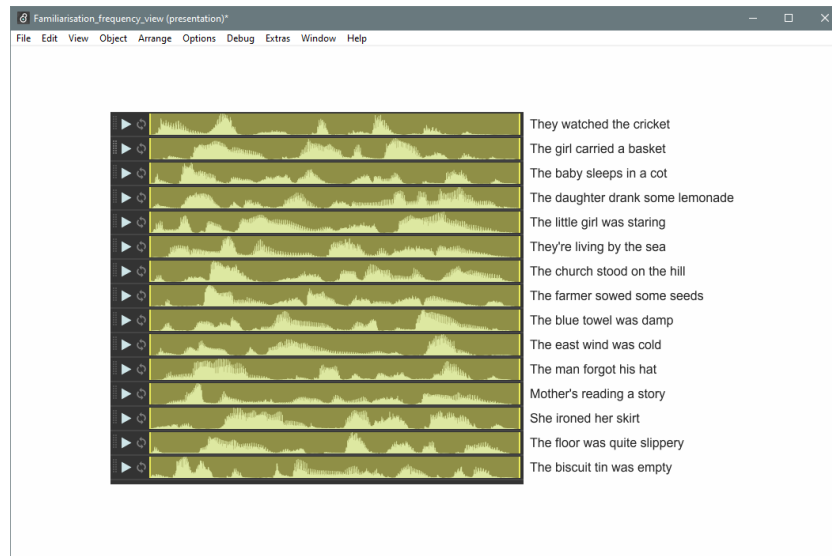 Familiarisation_frequency_view (presentation)*
File Edit View Object Arrange Options Debug Extras Window Help
They watched the cricket
The girl carried a basket
The baby sleeps in a cot
The daughter drank some lemonade
The little girl was staring
They're living by the sea
The church stood on the hill
The farmer sowed some seeds
The blue towel was damp
The east wind was cold
The man forgot his hat
Mother's reading a story
She ironed her skirt
The floor was quite slippery
The biscuit tin was empty